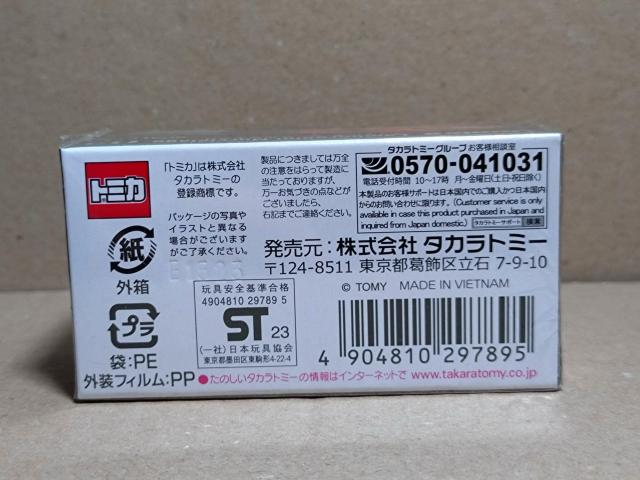 トミカ
「トミカ」は株式会社
タカラトミーの
登録商標です。
パッケージの写真や
イラストと異なる
場合がございます
がご了承ください。
紙
外箱
プラ
袋:PE
外装フィルム:PP
製品につきましては万全
の注意をはらって製造に
当たっておりますが、
万一お気づきの点などが
ございましたら、
右記までご連絡ください。
タカラトミーグループお客様相談室
0570-041031
電話受付時間 10〜17時 月〜金曜日(土・日・祝日除く)
本製品のお客様サポートは日本国内でのご購入かつ日本国内
からのお問い合わせに限ります。(Customer service is only
available in case this product purchased in Japan and
inquired from Japan domestic.)
タカラトミーサポート 検索
発売元:株式会社 タカラトミー
〒124-8511 東京都葛飾区立石 7-9-10
玩具安全基準合格
4904810 29789 5
ST 23
(一社)日本玩具協会
東京都墨田区東駒形4-22-4
© TOMY MADE IN VIETNAM
4 904810 297895
●たのしいタカラトミーの情報はインターネットで www.takaratomy.co.jp